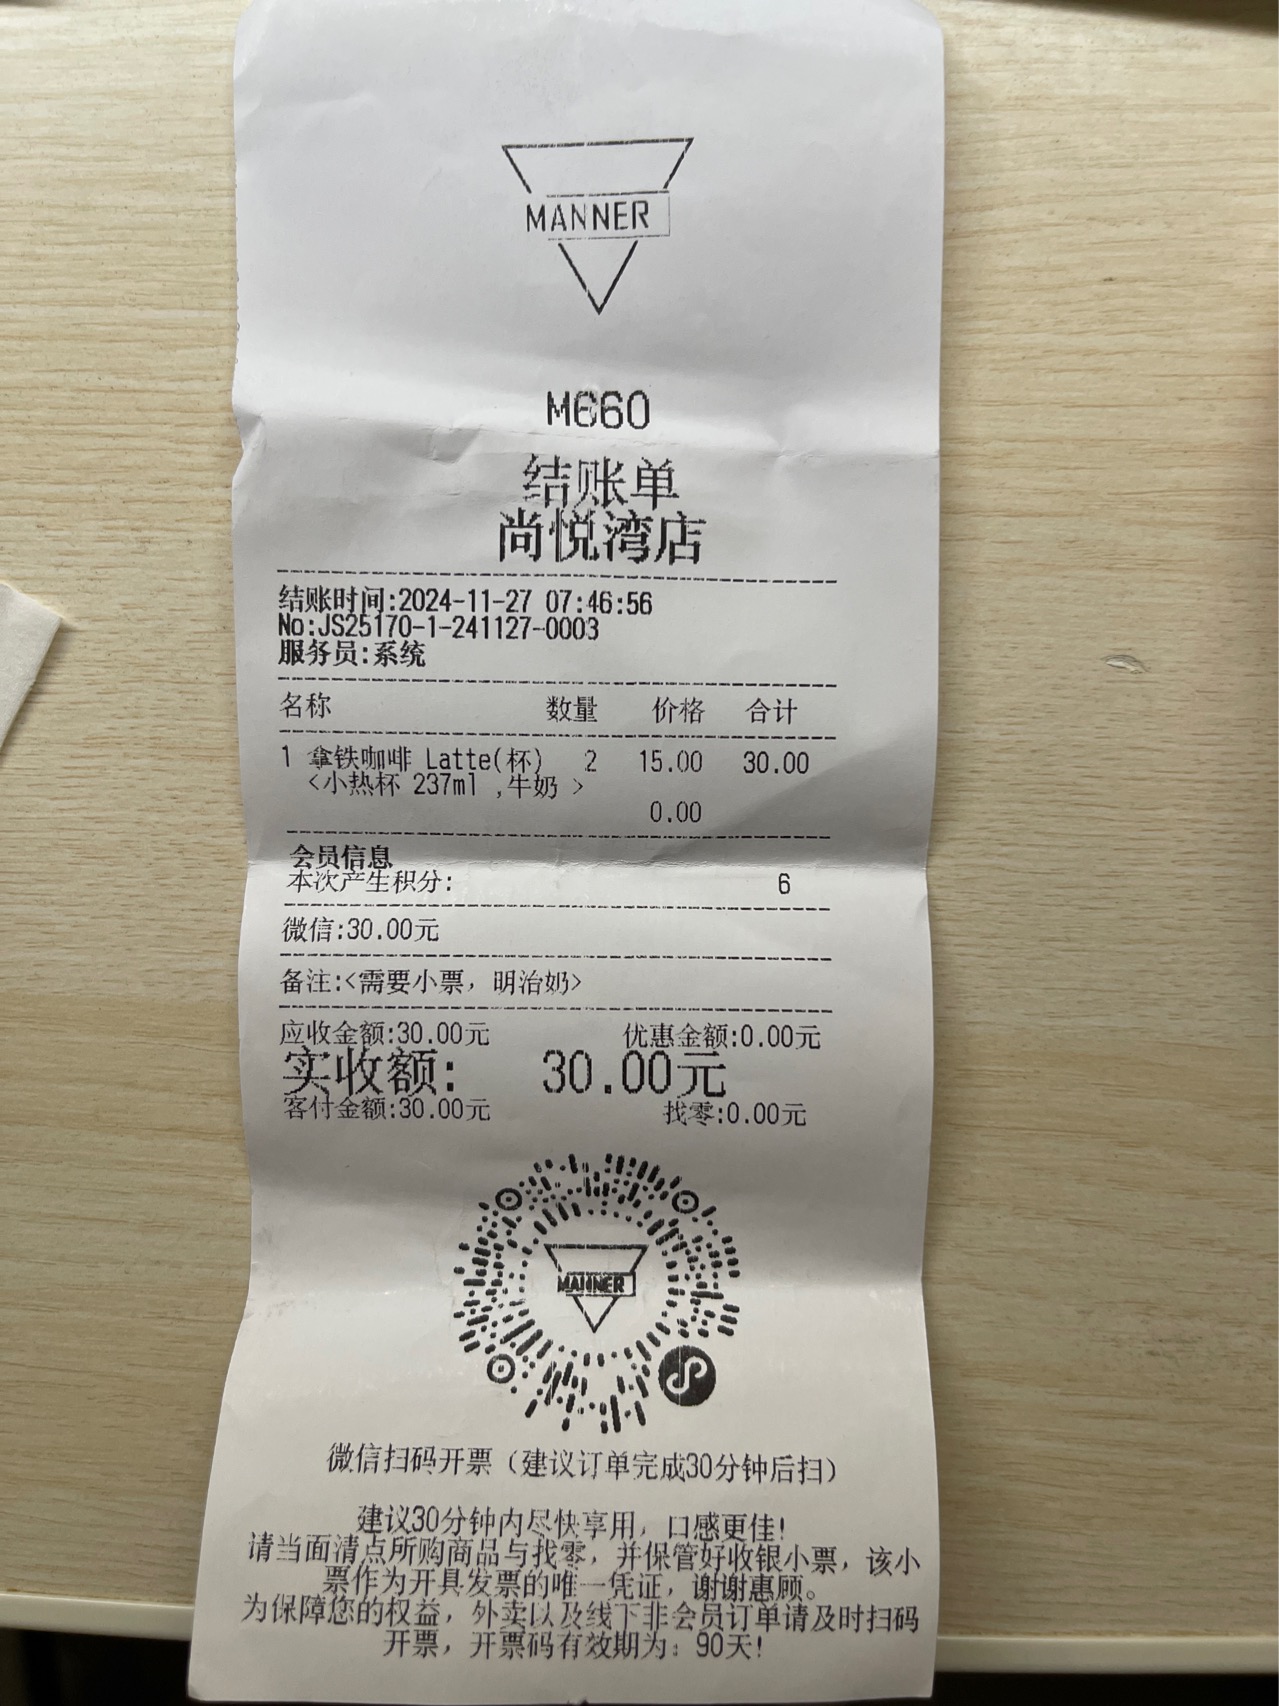 MANNER
M660
结账单
尚悦湾店
结账时间:2024-11-27 07:46:56
No:JS25170-1-241127-0003
服务员:系统
名称 数量 价格 合计
1 拿铁咖啡 Latte(杯) 2 15.00 30.00
<小热杯 237ml ,牛奶 >
0.00
会员信息
本次产生积分: 6
微信:30.00元
备注:<需要小票，明治奶>
应收金额:30.00元 优惠金额:0.00元
实收额: 30.00元
客付金额:30.00元 找零:0.00元
MANNER
微信扫码开票（建议订单完成30分钟后扫）
建议30分钟内尽快享用，口感更佳!
请当面清点所购商品与找零，并保管好收银小票，该小
票作为开具发票的唯一凭证，谢谢惠顾。
为保障您的权益，外卖以及线下非会员订单请及时扫码
开票，开票码有效期为：90天!